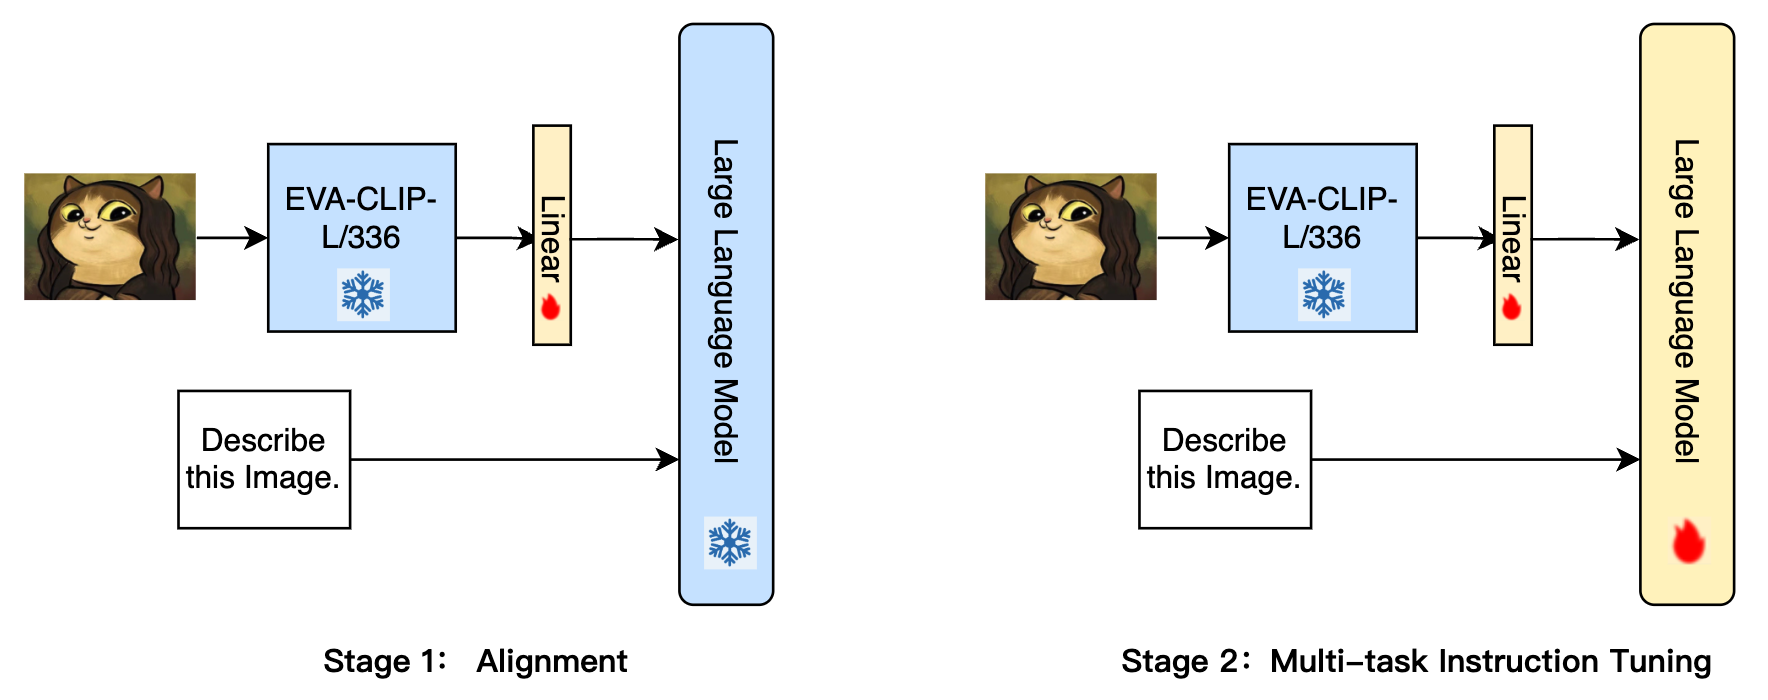 EVA-CLIP-
L/336
Linear
Large Language Model
Describe
this Image.
Stage 1: Alignment
EVA-CLIP-
L/336
Linear
Large Language Model
Describe
this Image.
Stage 2: Multi-task Instruction Tuning